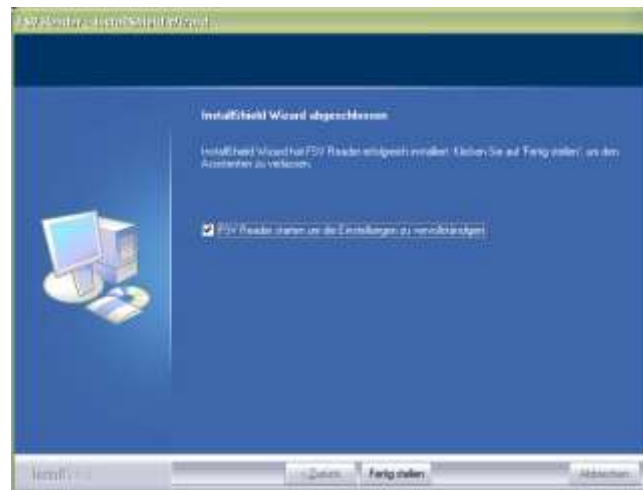 FSV Reader - InstallShield Wizard
InstallShield Wizard abgeschlossen
InstallShield Wizard hat FSV Reader erfolgreich installiert. Klicken Sie auf 'Fertig stellen', um den
Assistenten zu verlassen.
FSV Reader starten um die Einstellungen zu vervollständigen
InstallShield
< Zurück
Fertig stellen
Abbrechen